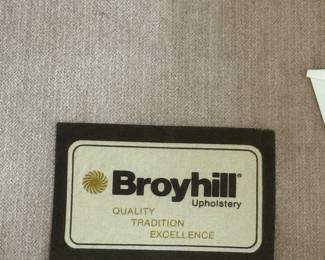 Broyhill®
Upholstery
QUALITY
TRADITION
EXCELLENCE